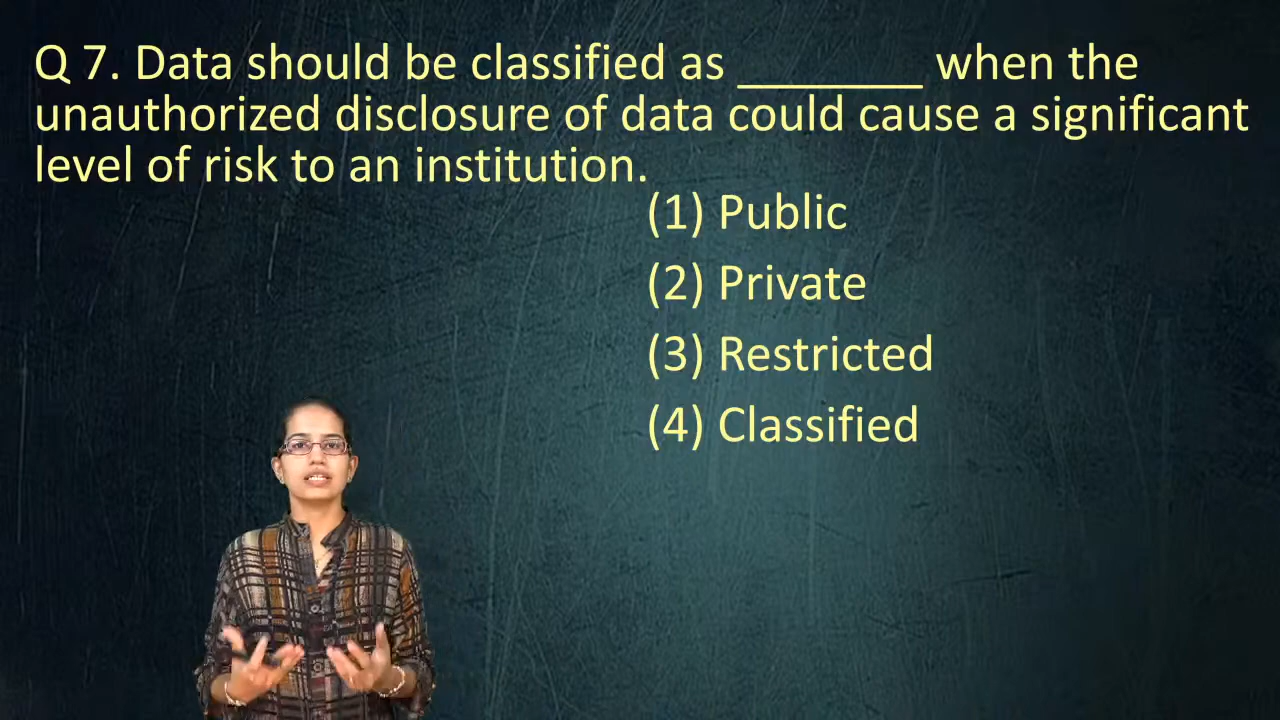 Q 7. Data should be classified as ________ when the
unauthorized disclosure of data could cause a significant
level of risk to an institution.
(1) Public
(2) Private
(3) Restricted
(4) Classified